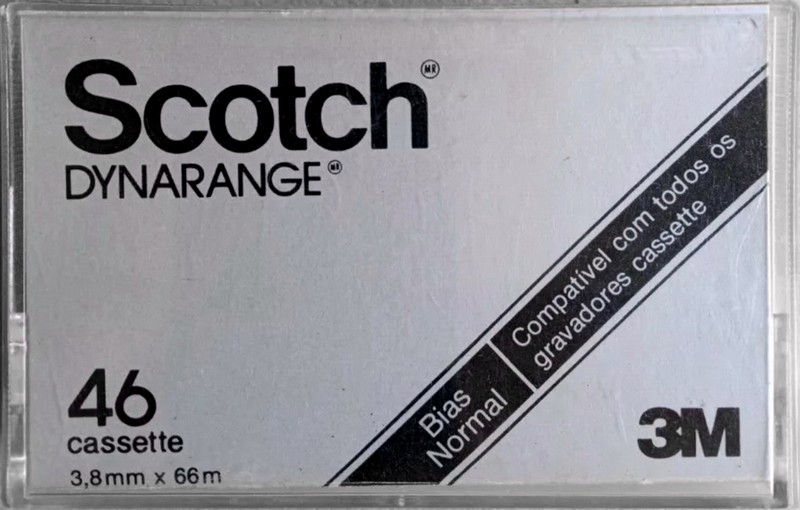 Scotch MR
DYNARANGE MR
Compatível com todos os
gravadores cassette
Bias
Normal
46
cassette
3,8mm x 66m
3M